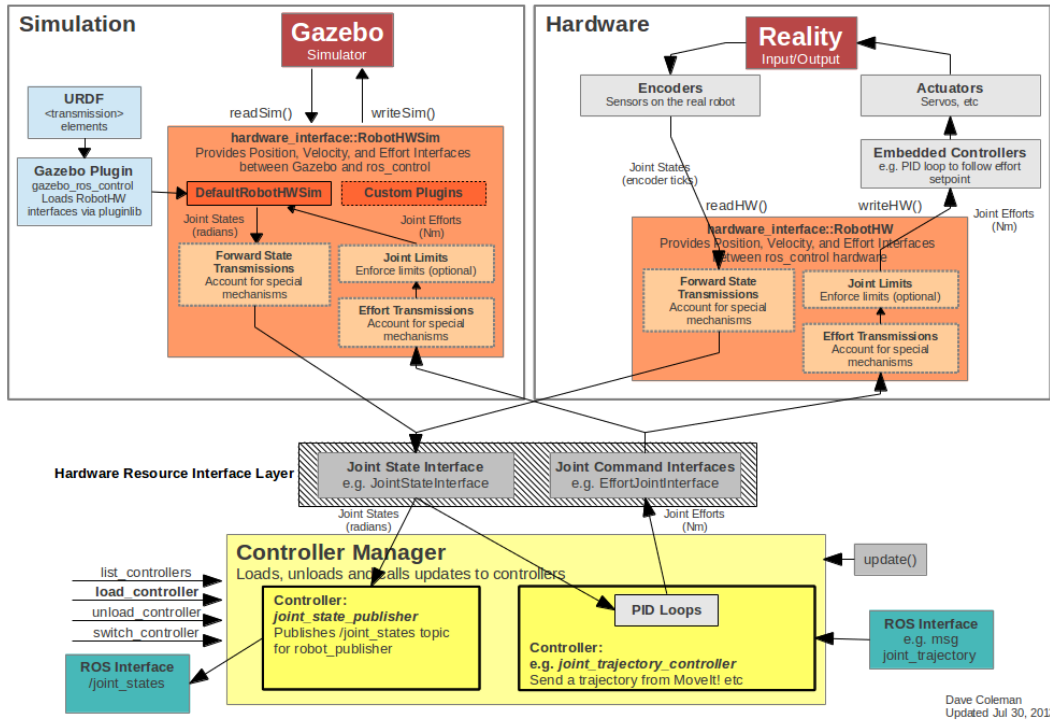 Simulation
Gazebo
Simulator
readSim()
writeSim()
URDF
<transmission>
elements
Gazebo Plugin
gazebo_ros_control
Loads RobotHW
interfaces via pluginlib
hardware_interface::RobotHWSim
Provides Position, Velocity, and Effort Interfaces
between Gazebo and ros_control
DefaultRobotHWSim
Custom Plugins
Joint States
(radians)
Joint Efforts
(Nm)
Forward State
Transmissions
Account for special
mechanisms
Joint Limits
Enforce limits (optional)
Effort Transmissions
Account for special
mechanisms
Hardware
Reality
Input/Output
Encoders
Sensors on the real robot
Actuators
Servos, etc
Embedded Controllers
e.g. PID loop to follow effort
setpoint
Joint States
(encoder ticks)
readHW()
writeHW()
Joint Efforts
(Nm)
hardware_interface::RobotHW
Provides Position, Velocity, and Effort Interfaces
between ros_control hardware
Forward State
Transmissions
Account for special
mechanisms
Joint Limits
Enforce limits (optional)
Effort Transmissions
Account for special
mechanisms
Hardware Resource Interface Layer
Joint State Interface
e.g. JointStateInterface
Joint Command Interfaces
e.g. EffortJointInterface
Joint States
(radians)
Joint Efforts
(Nm)
Controller Manager
Loads, unloads and calls updates to controllers
update()
list_controllers
load_controller
unload_controller
switch_controller
Controller:
joint_state_publisher
Publishes /joint_states topic
for robot_publisher
PID Loops
Controller:
e.g. joint_trajectory_controller
Send a trajectory from MoveIt! etc
ROS Interface
/joint_states
ROS Interface
e.g. msg
joint_trajectory
Dave Coleman
Updated Jul 30, 201